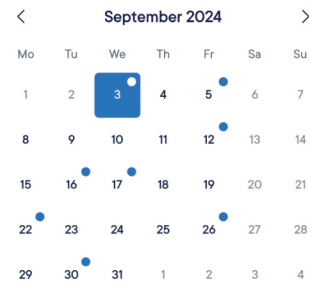 September 2024
Mo Tu We Th Fr Sa Su
1 2 3 4 5 6 7
8 9 10 11 12 13 14
15 16 17 18 19 20 21
22 23 24 25 26 27 28
29 30 31 1 2 3 4